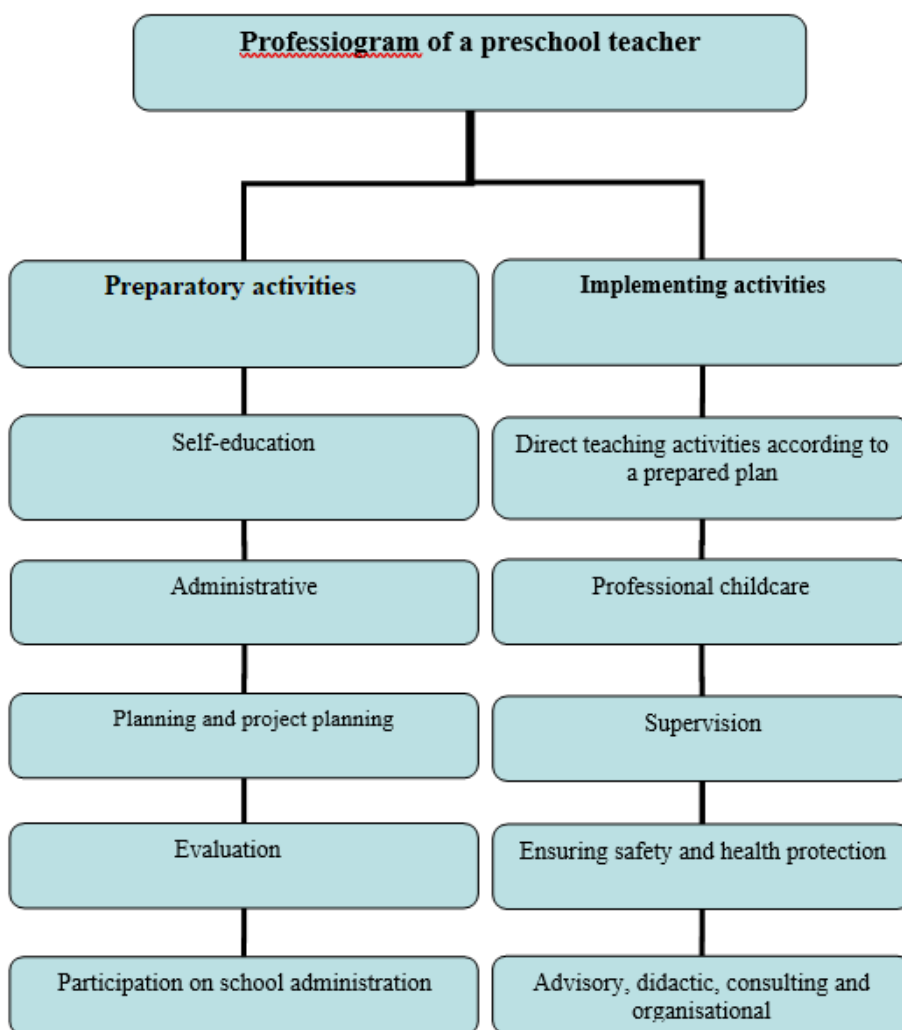 Professiogram of a preschool teacher
Preparatory activities
Implementing activities
Self-education
Direct teaching activities according to
a prepared plan
Administrative
Professional childcare
Planning and project planning
Supervision
Evaluation
Ensuring safety and health protection
Participation on school administration
Advisory, didactic, consulting and
organisational